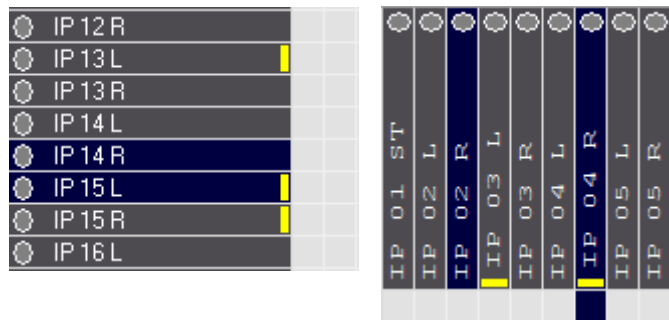 IP 12 R
IP 13 L
IP 13 R
IP 14 L
IP 14 R
IP 15 L
IP 15 R
IP 16 L
IP 01 ST
IP 02 L
IP 02 R
IP 03 L
IP 03 R
IP 04 L
IP 04 R
IP 05 L
IP 05 R